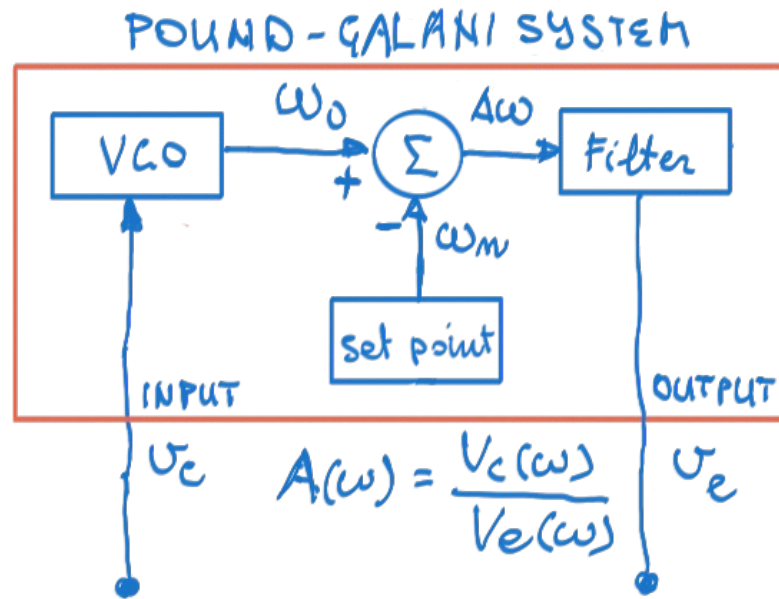 POUND-GALANI SYSTEM
VCO
ω₀
+
Σ
Δω
Filter
-
ωₘ
set point
INPUT
OUTPUT
υc
A(ω) = Vc(ω) / Ve(ω)
υe